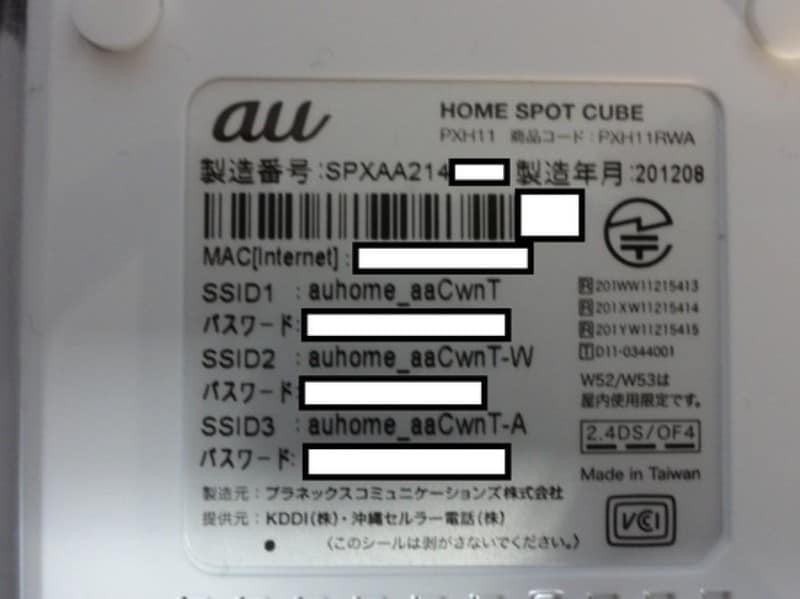 au
HOME SPOT CUBE
PXH11 商品コード:PXH11RWA
製造番号:SPXAA214 製造年月:201208
MAC[Internet]:
SSID1 :auhome_aaCwnT
パスワード:
SSID2 :auhome_aaCwnT-W
パスワード:
SSID3 :auhome_aaCwnT-A
パスワード:
R 201WW11215413
R 201XW11215414
R 201YW11215415
T D11-0344001
W52/W53は
屋内使用限定です。
2.4DS/OF4
Made in Taiwan
VCI
製造元:プラネックスコミュニケーションズ株式会社
提供元:KDDI(株)・沖縄セルラー電話(株)
〈このシールは剥がさないでください。〉